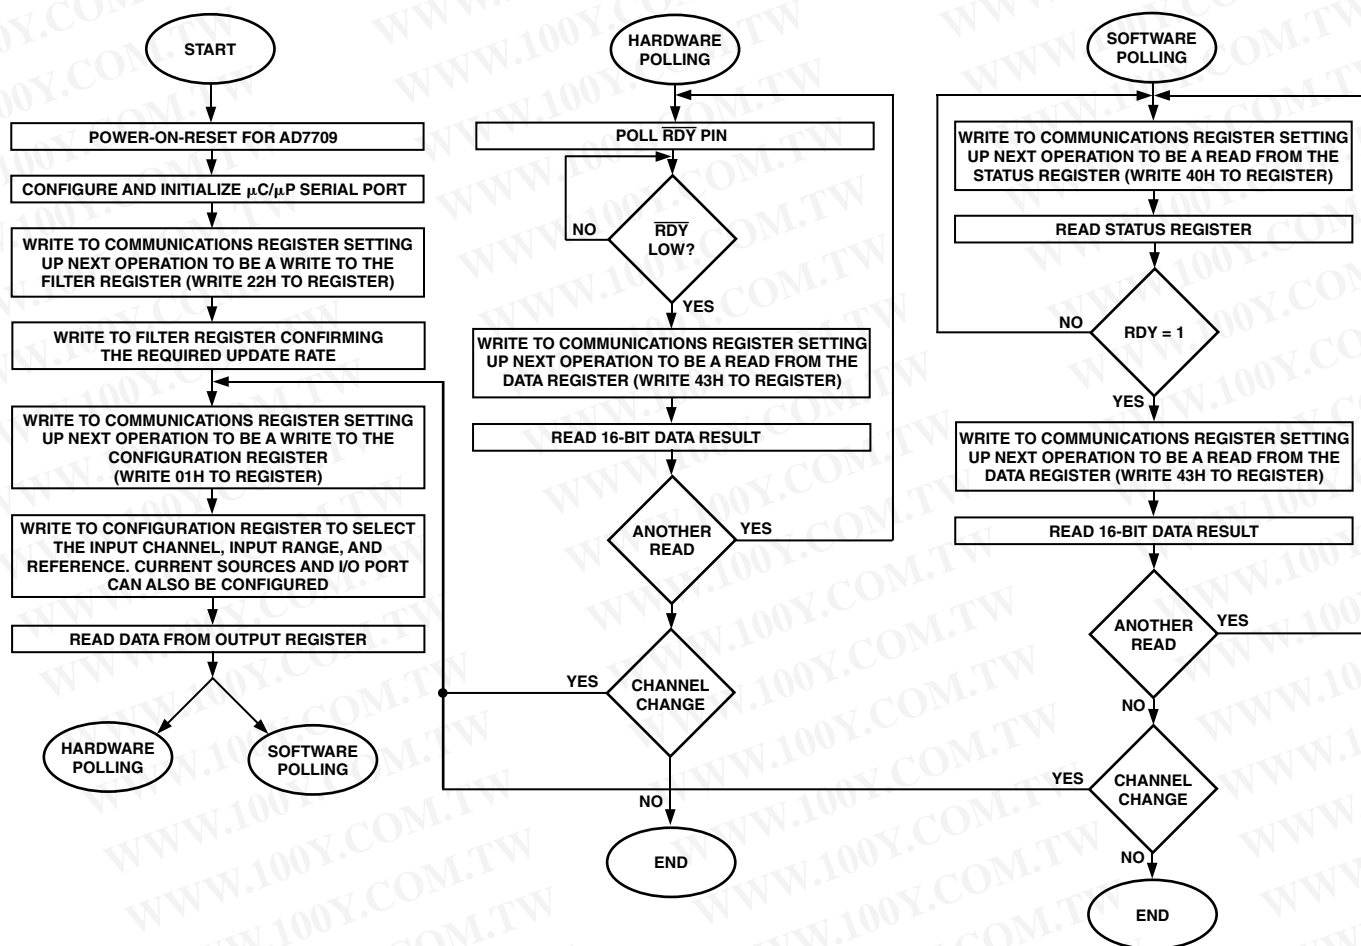 START
POWER-ON-RESET FOR AD7709
CONFIGURE AND INITIALIZE μC/μP SERIAL PORT
WRITE TO COMMUNICATIONS REGISTER SETTING
UP NEXT OPERATION TO BE A WRITE TO THE
FILTER REGISTER (WRITE 22H TO REGISTER)
WRITE TO FILTER REGISTER CONFIRMING
THE REQUIRED UPDATE RATE
WRITE TO COMMUNICATIONS REGISTER SETTING
UP NEXT OPERATION TO BE A WRITE TO THE
CONFIGURATION REGISTER
(WRITE 01H TO REGISTER)
WRITE TO CONFIGURATION REGISTER TO SELECT
THE INPUT CHANNEL, INPUT RANGE, AND
REFERENCE. CURRENT SOURCES AND I/O PORT
CAN ALSO BE CONFIGURED
READ DATA FROM OUTPUT REGISTER
HARDWARE
POLLING
SOFTWARE
POLLING
HARDWARE
POLLING
POLL R̅D̅Y̅ PIN
R̅D̅Y̅
LOW?
NO
YES
WRITE TO COMMUNICATIONS REGISTER SETTING
UP NEXT OPERATION TO BE A READ FROM THE
DATA REGISTER (WRITE 43H TO REGISTER)
READ 16-BIT DATA RESULT
ANOTHER
READ
YES
CHANNEL
CHANGE
YES
NO
END
SOFTWARE
POLLING
WRITE TO COMMUNICATIONS REGISTER SETTING
UP NEXT OPERATION TO BE A READ FROM THE
STATUS REGISTER (WRITE 40H TO REGISTER)
READ STATUS REGISTER
RDY = 1
NO
YES
WRITE TO COMMUNICATIONS REGISTER SETTING
UP NEXT OPERATION TO BE A READ FROM THE
DATA REGISTER (WRITE 43H TO REGISTER)
READ 16-BIT DATA RESULT
ANOTHER
READ
YES
NO
CHANNEL
CHANGE
YES
NO
END
WWW.100Y.COM.TW